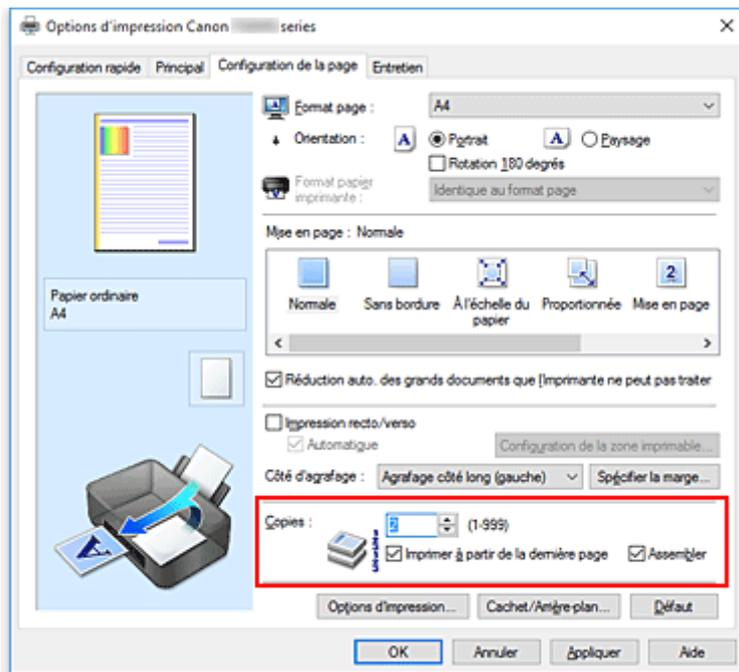 Options d'impression Canon series
Configuration rapide Principal Configuration de la page Entretien
Format page : A4
Orientation : A Portrait A Paysage
Rotation 180 degrés
Format papier imprimante : Identique au format page
Mise en page : Normale
Normale Sans bordure À l'échelle du papier Proportionnée 2 Mise en page
Papier ordinaire
A4
Réduction auto. des grands documents que l'imprimante ne peut pas traiter
Impression recto/verso
Automatique Configuration de la zone imprimable...
Côté d'agrafage : Agrafage côté long (gauche) Spécifier la marge...
Copies : 2 (1-999)
Imprimer à partir de la dernière page Assembler
A
Options d'impression... Cachet/Arrière-plan... Défaut
OK Annuler Appliquer Aide